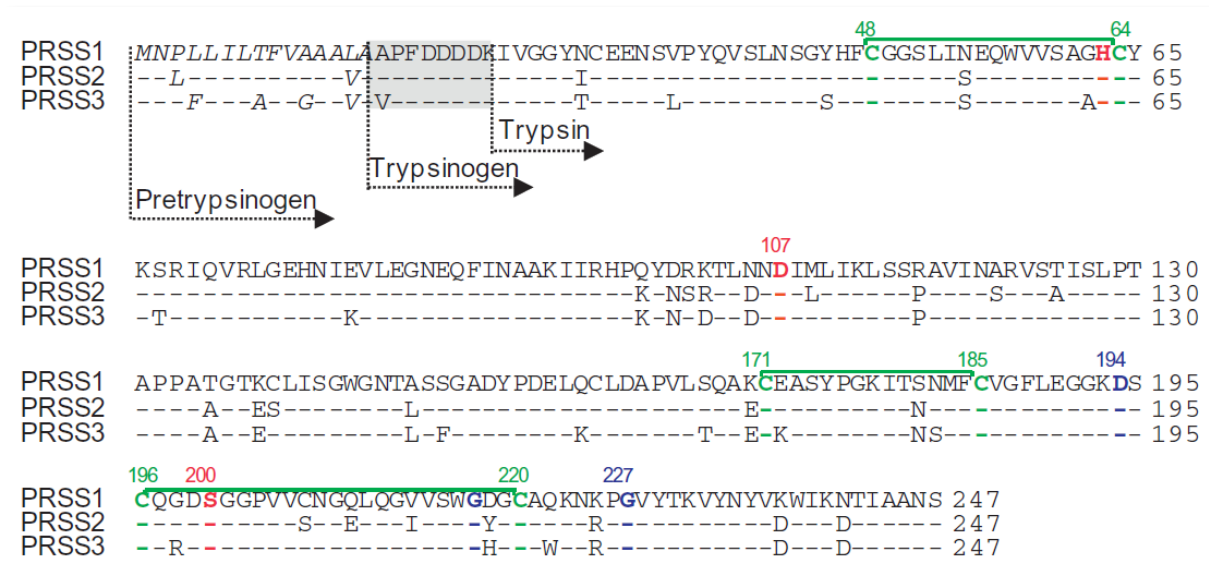 48 64
PRSS1 MNPLLILTFVAAALAAPFDDDDKIVGGYNCEENSVPYQVSLNSGYHFCGGSLINEQWVVSAGHCY 65
PRSS2 --L----------V--------------I------------------------S----------- 65
PRSS3 ---F---A--G--V-V------------T-----L---------S--------S-------A--- 65
Trypsin
Trypsinogen
Pretrypsinogen
107
PRSS1 KSRIQVRLGEHNIEVLEGNEQFINAAKIIRHPQYDRKTLNNDIMLIKLSSRAVINARVSTISLPT 130
PRSS2 --------------------------------K-NSR--D---L------P----S---A----- 130
PRSS3 -T-----------K------------------K-N-D--D----------P-------------- 130
171 185 194
PRSS1 APPATGTKCLISGWGNTASSGADYPDELQCLDAPVLSQAKCEASYPGKITSNMFCVGFLEGGKDS 195
PRSS2 ----A--ES--------L---------------------E----------N-------------- 195
PRSS3 ----A--E---------L-F--------K-------T--E-K--------NS------------- 195
196 200 220 227
PRSS1 CQGDSGGPVVCNGQLQGVVSWGDGCAQKNKPGVYTKVYNYVKWIKNTIAANS 247
PRSS2 -----------S-E---I----Y------R-----------D---D------ 247
PRSS3 --R-------------------H---W--R-----------D---D------ 247